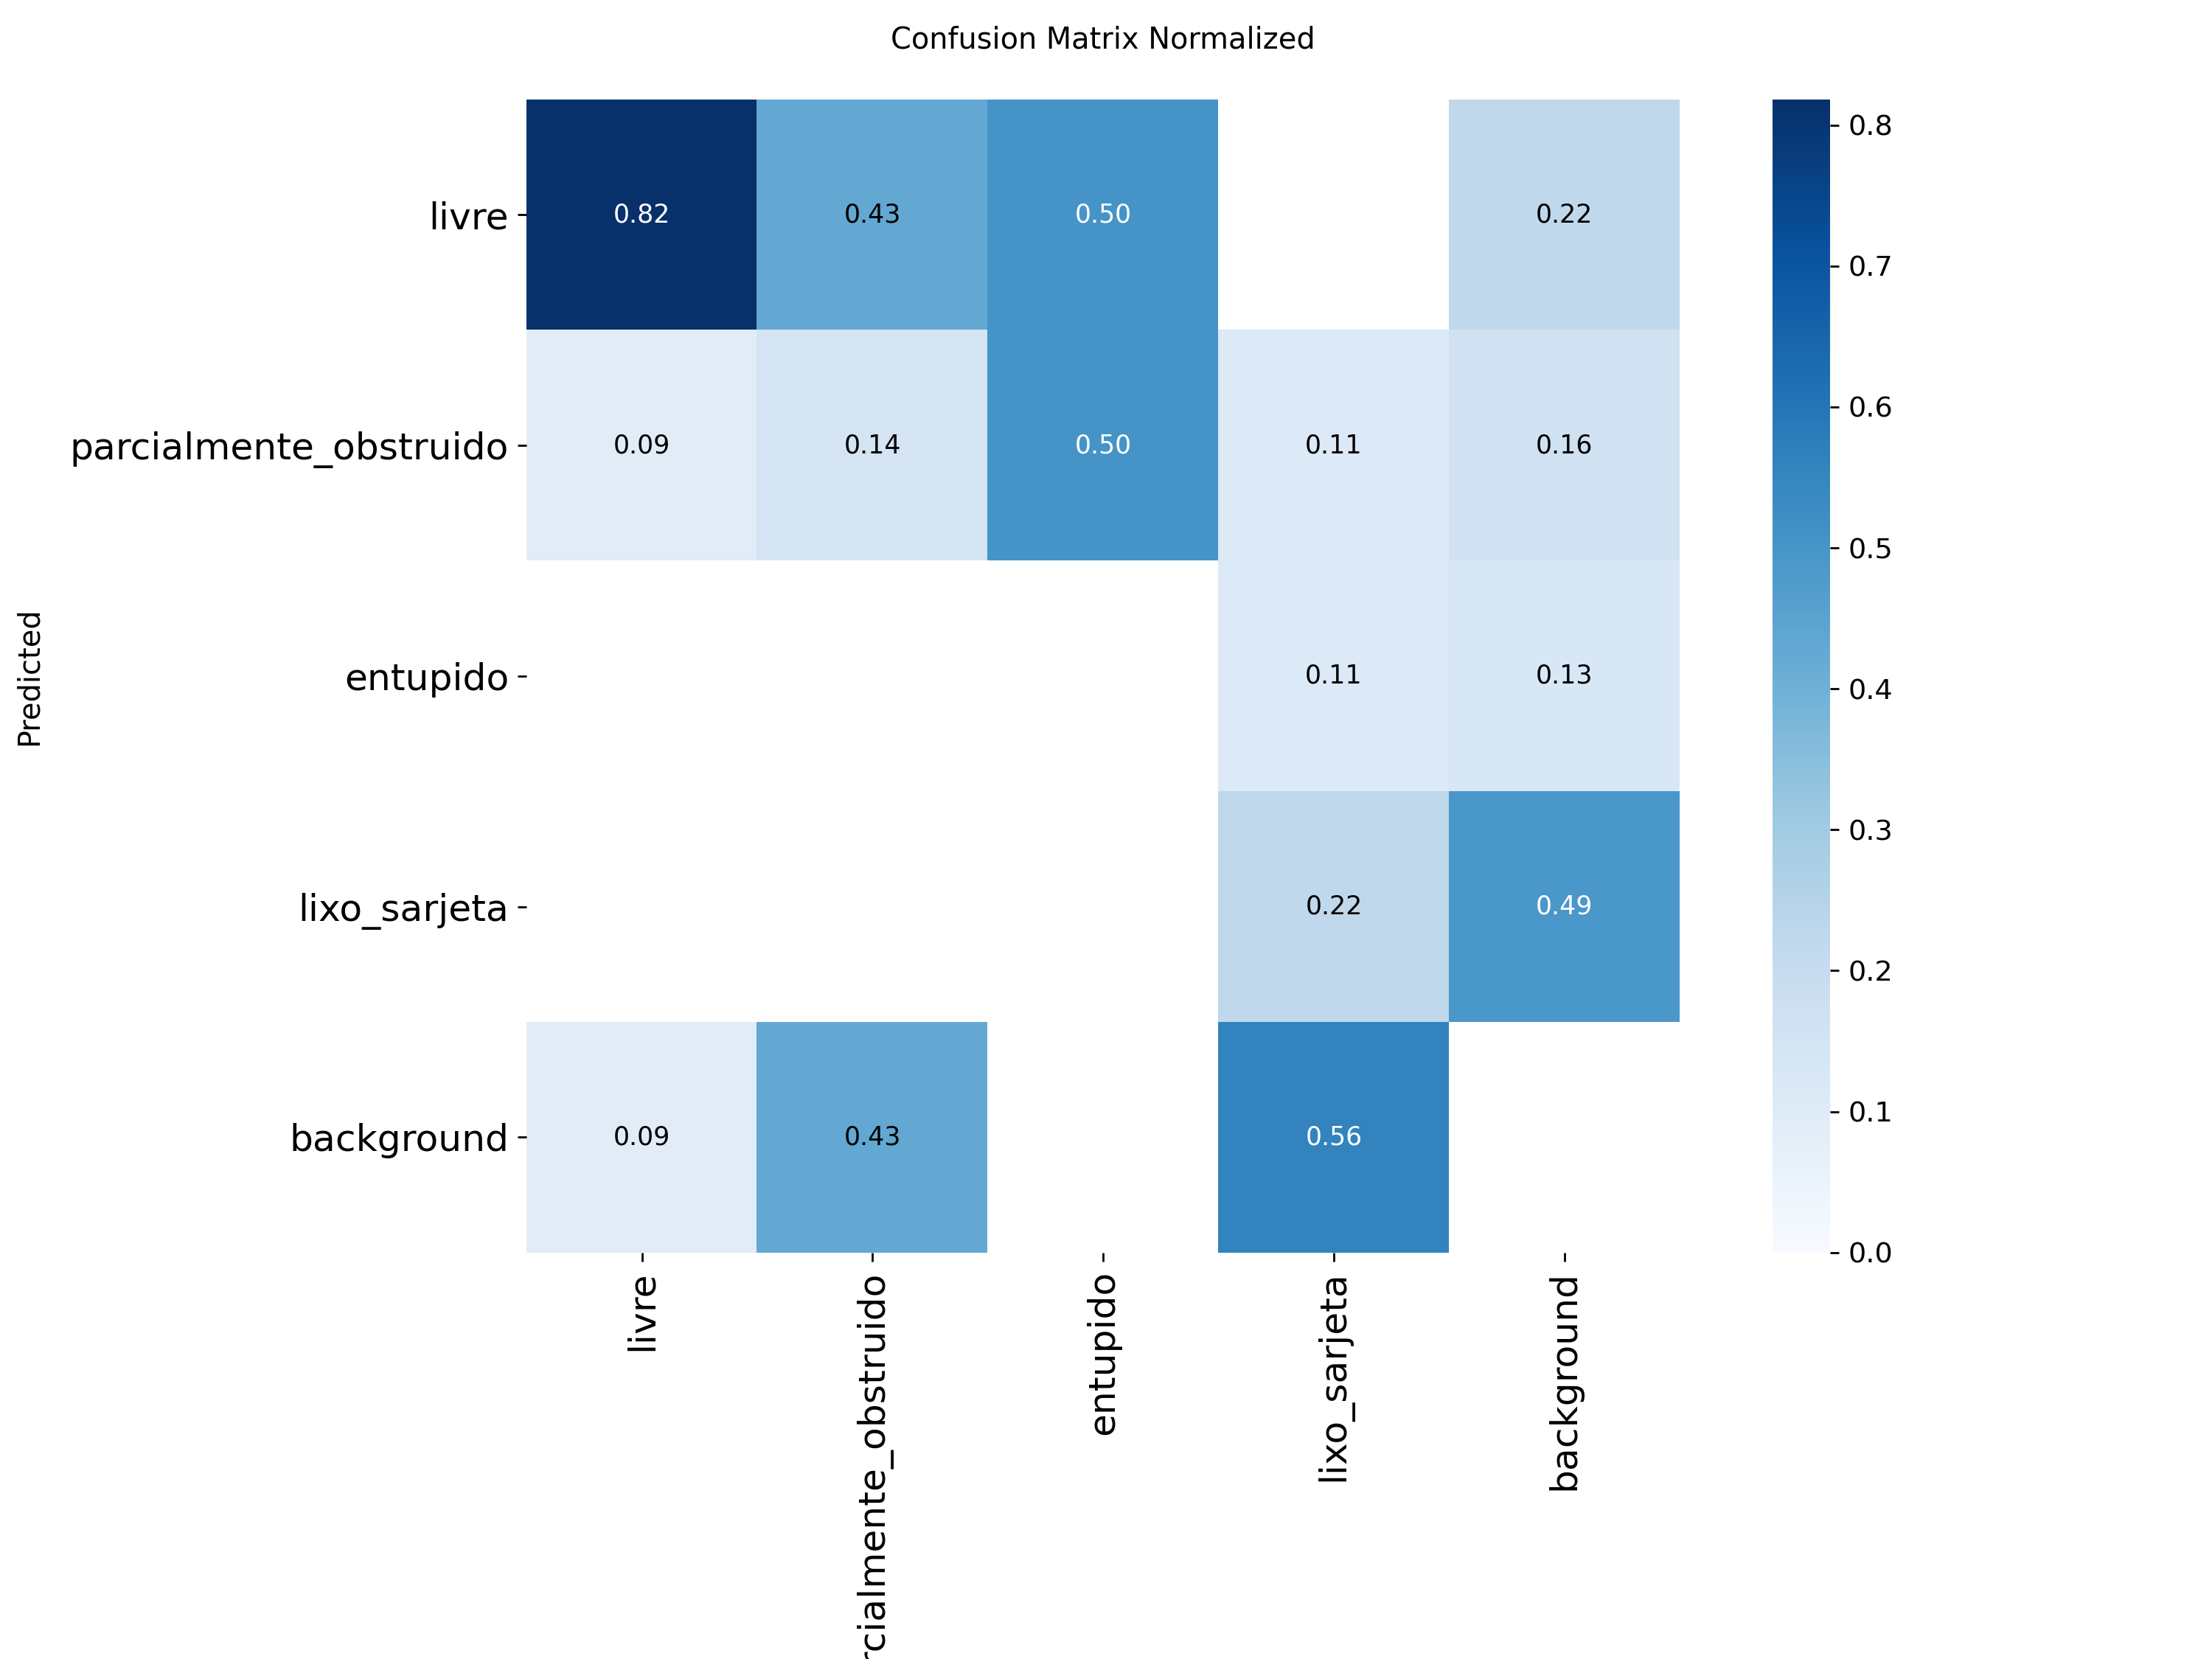 Confusion Matrix Normalized
livre
0.82
0.43
0.50
0.22
parcialmente_obstruido
0.09
0.14
0.50
0.11
0.16
entupido
0.11
0.13
lixo_sarjeta
0.22
0.49
background
0.09
0.43
0.56
Predicted
livre
rcialmente_obstruido
entupido
lixo_sarjeta
background
0.8
0.7
0.6
0.5
0.4
0.3
0.2
0.1
0.0